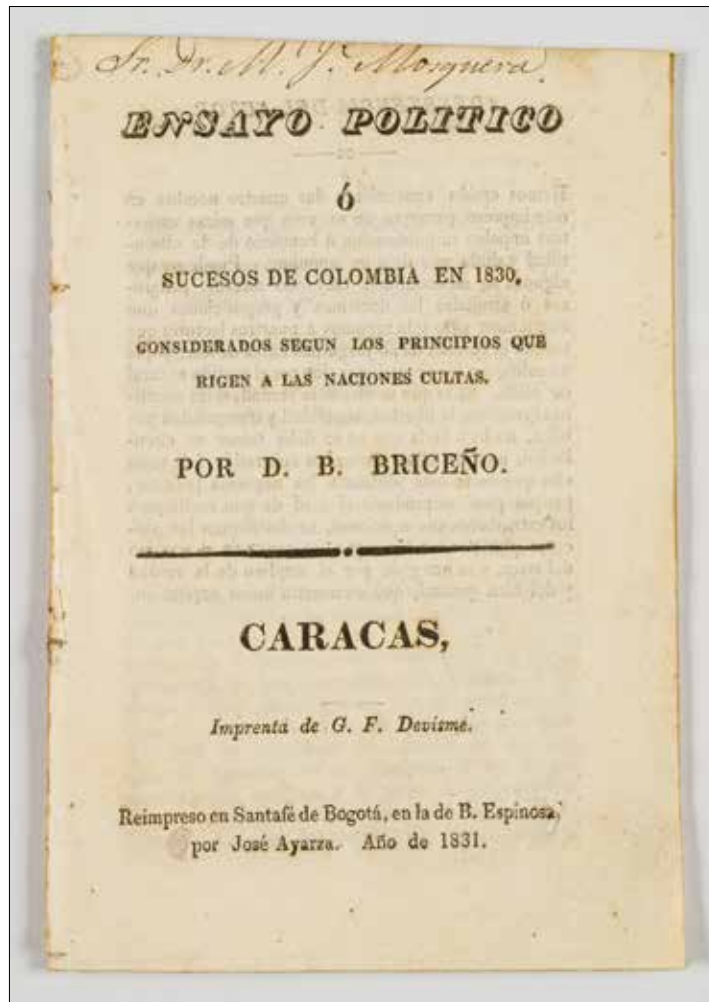 Sr. Dr. M. J. Mosquera.
ENSAYO POLITICO
ó
SUCESOS DE COLOMBIA EN 1830,
CONSIDERADOS SEGUN LOS PRINCIPIOS QUE
RIGEN A LAS NACIONES CULTAS.
POR D. B. BRICEÑO.
CARACAS,
Imprenta de G. F. Devisme.
Reimpreso en Santafé de Bogotá, en la de B. Espinosa,
por José Ayarza. Año de 1831.